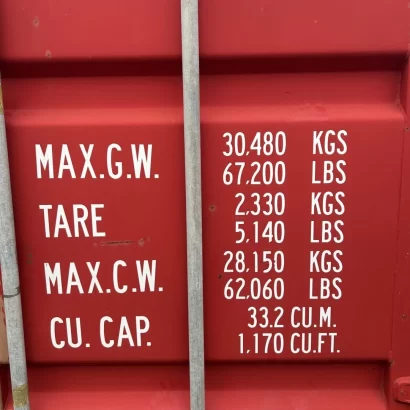 MAX.G.W. 30,480 KGS
67,200 LBS
TARE 2,330 KGS
5,140 LBS
MAX.C.W. 28,150 KGS
62,060 LBS
CU. CAP. 33.2 CU.M.
1,170 CU.FT.